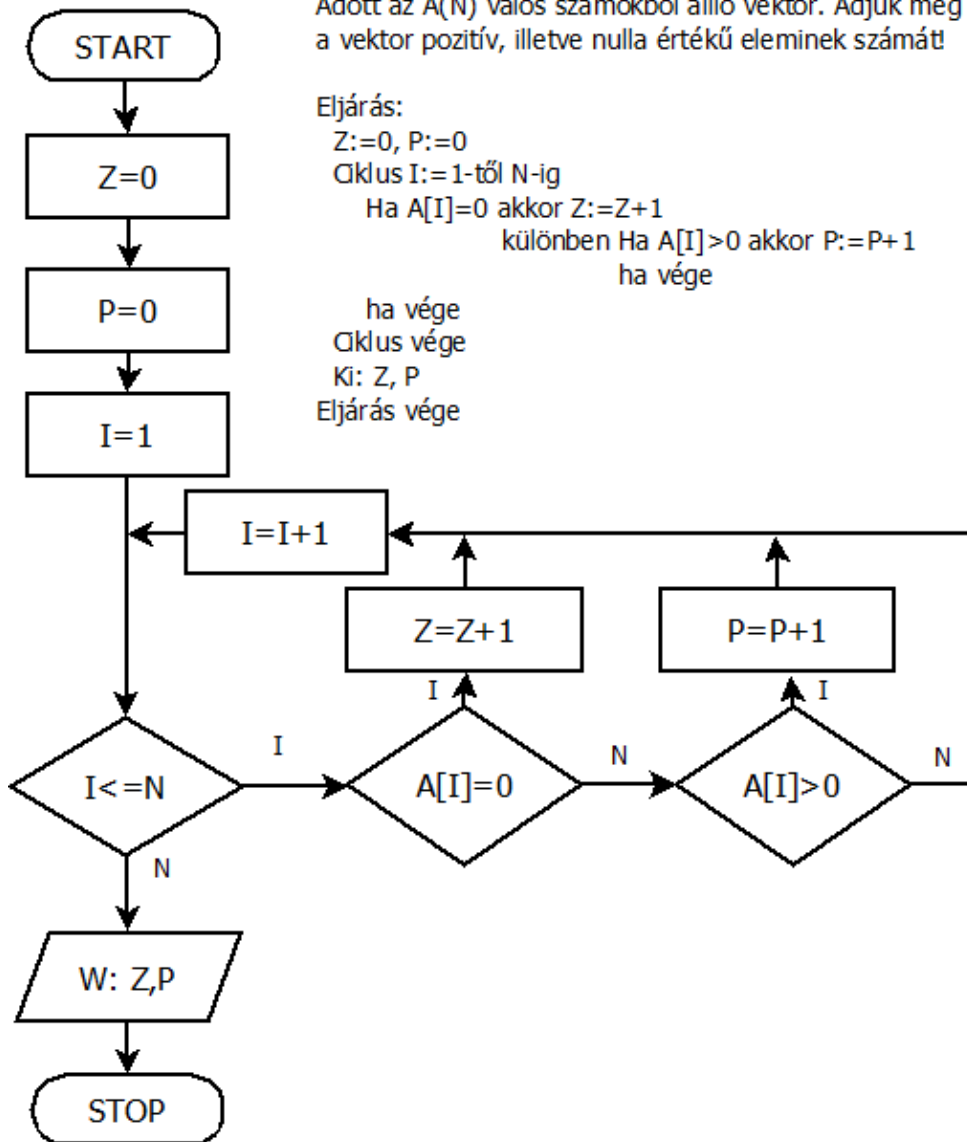 Adott az A(N) valós számokból állló vektor. Adjuk meg
a vektor pozitív, illetve nulla értékű eleminek számát!
Eljárás:
Z:=0, P:=0
Ciklus I:=1-től N-ig
Ha A[I]=0 akkor Z:=Z+1
különben Ha A[I]>0 akkor P:=P+1
ha vége
ha vége
Ciklus vége
Ki: Z, P
Eljárás vége
START
Z=0
P=0
I=1
I=I+1
Z=Z+1
P=P+1
I
I
I<=N
I
A[I]=0
N
A[I]>0
N
N
W: Z,P
STOP